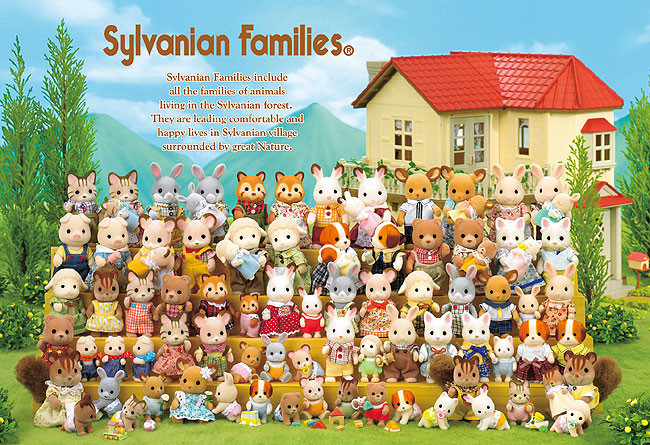 Sylvanian Families®
Sylvanian Families include
all the families of animals
living in the Sylvanian forest.
They are leading comfortable and
happy lives in Sylvanian village
surrounded by great Nature.